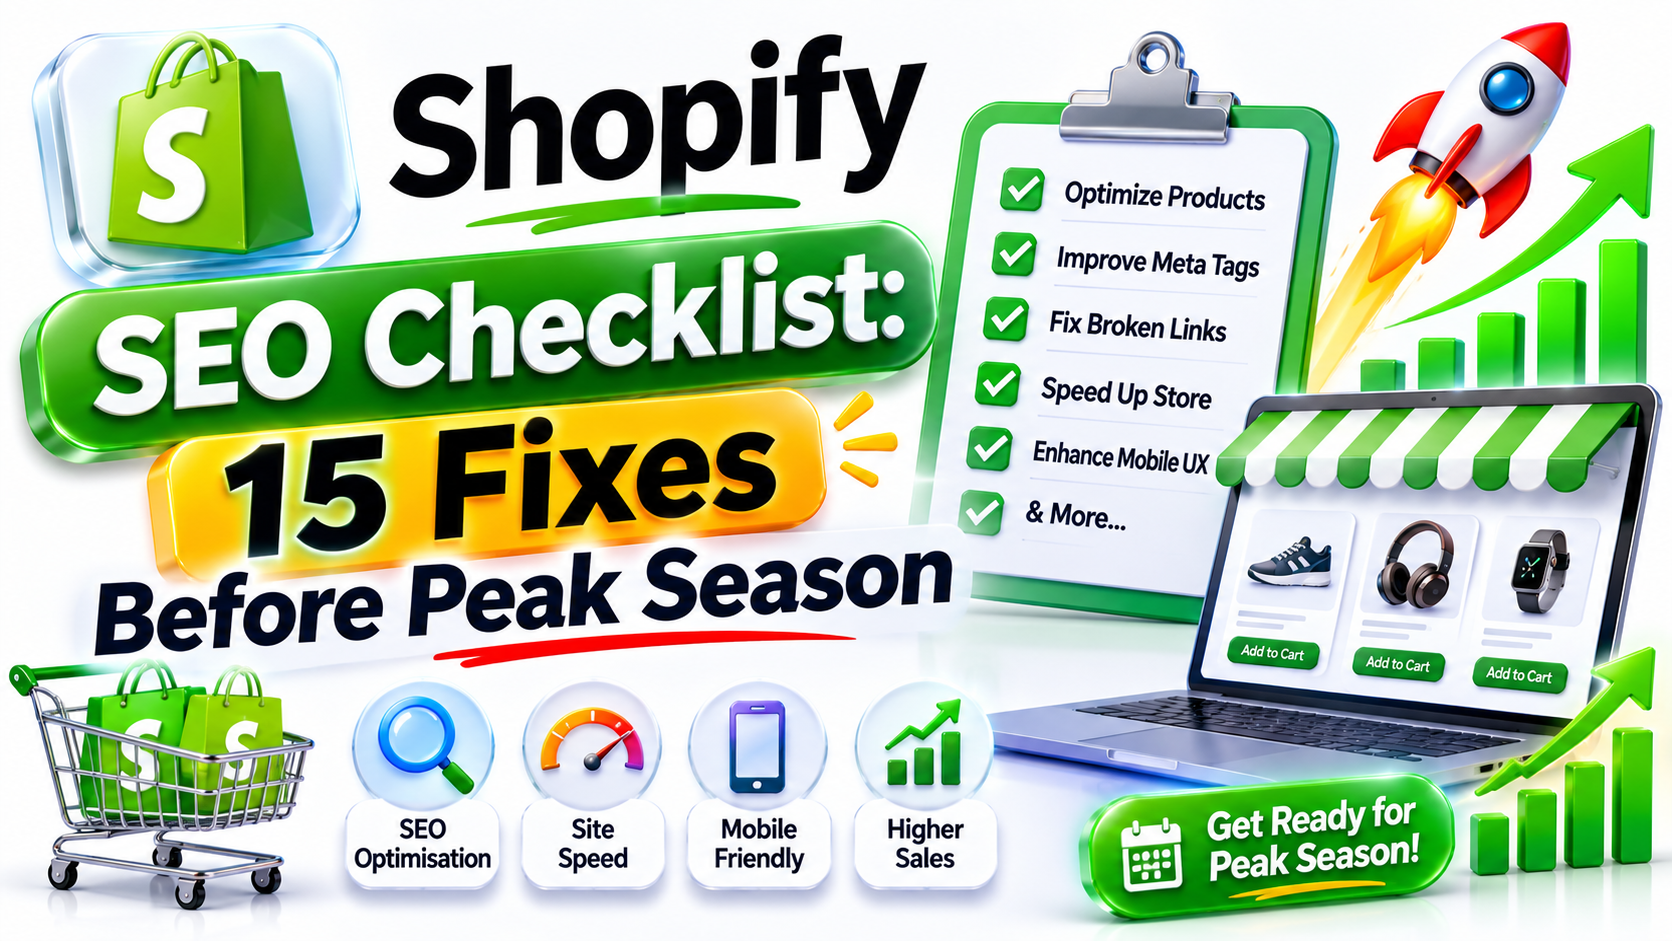 S
Shopify
SEO Checklist:
15 Fixes
Before Peak Season
Optimize Products
Improve Meta Tags
Fix Broken Links
Speed Up Store
Enhance Mobile UX
& More...
Add to Cart
Add to Cart
Add to Cart
S
S
SEO
Optimisation
Site
Speed
Mobile
Friendly
Higher
Sales
Get Ready for
Peak Season!